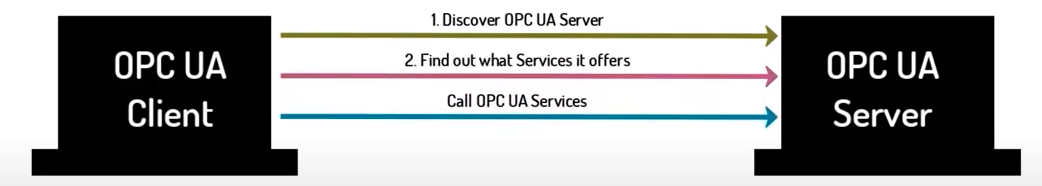 1. Discover OPC UA Server
OPC UA
Client
2. Find out what Services it offers
Call OPC UA Services
OPC UA
Server